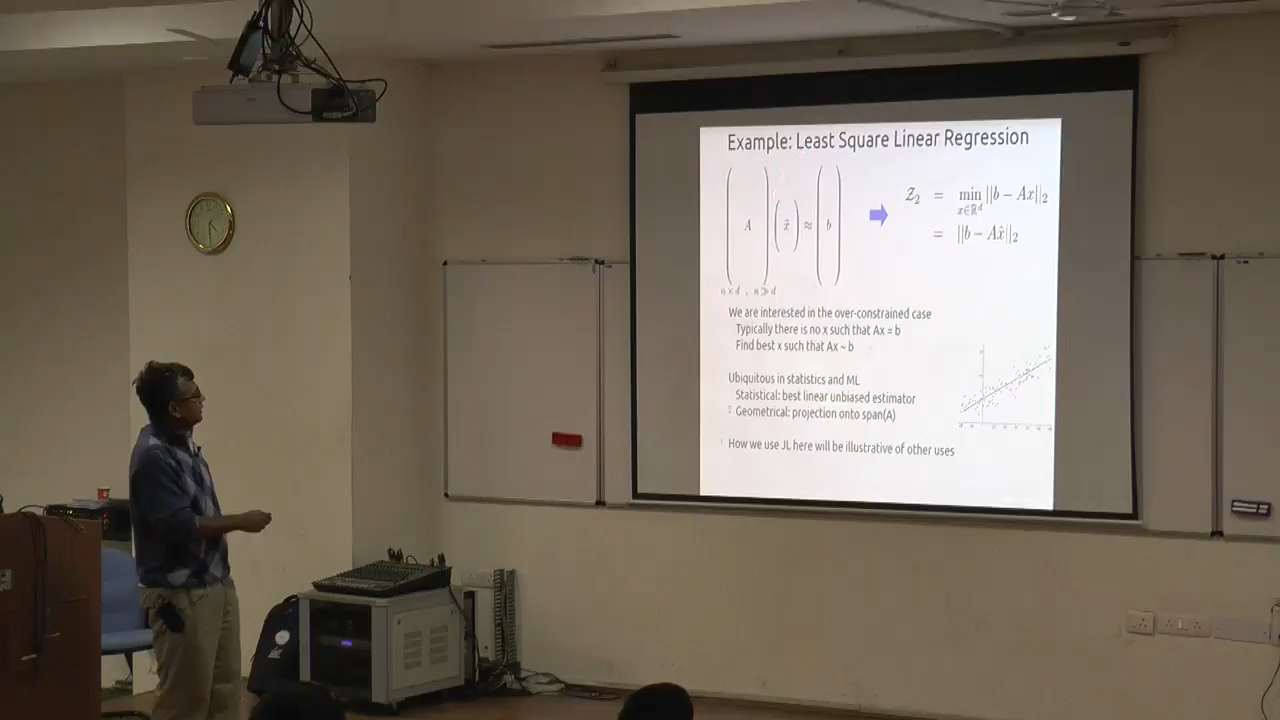 Example: Least Square Linear Regression
A x̂ ≈ b
n × d , n ≫ d
𝒵₂ = min ||b − Ax||₂
x∈ℝᵈ
= ||b − Ax̂||₂
We are interested in the over-constrained case
Typically there is no x such that Ax = b
Find best x such that Ax ~ b
Ubiquitous in statistics and ML
Statistical: best linear unbiased estimator
Geometrical: projection onto span(A)
How we use JL here will be illustrative of other uses